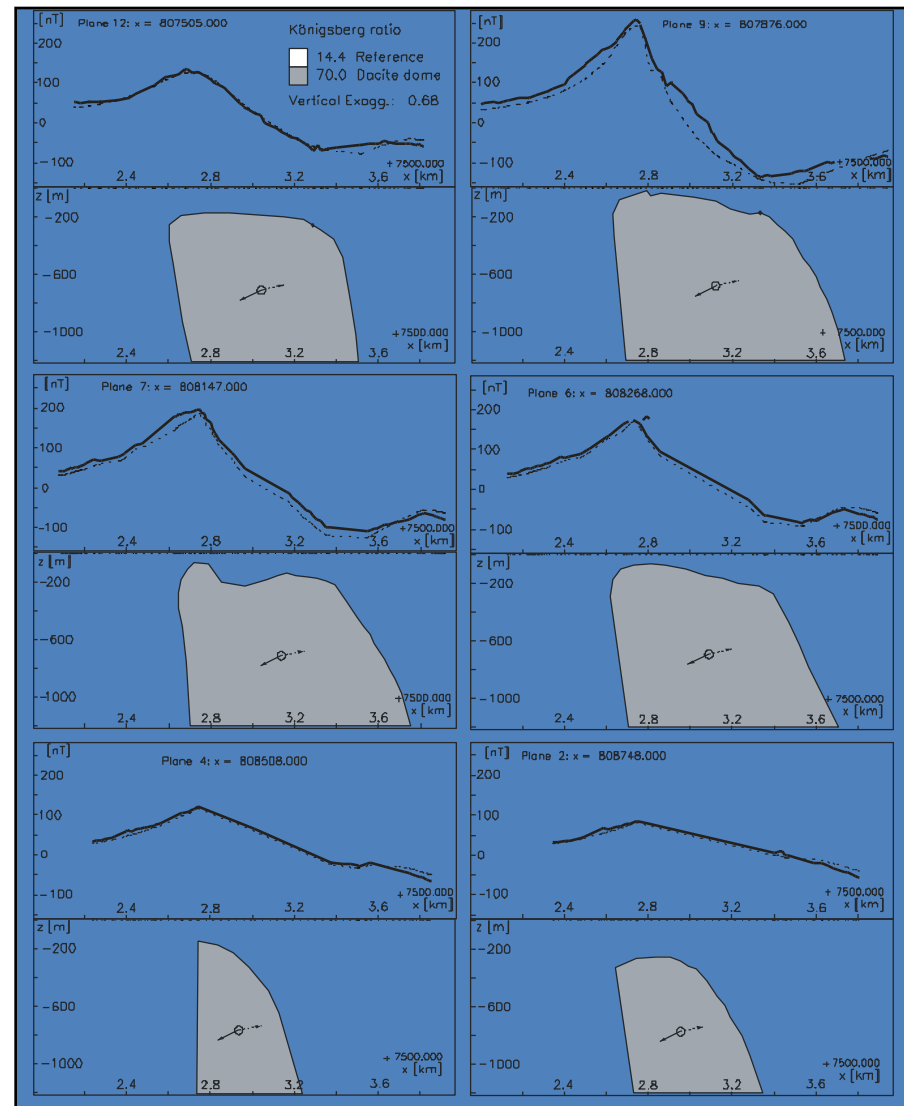 [nT] Plane 12: x = 807505.000
Königsberg ratio
14.4 Reference
70.0 Dacite dome
Vertical Exagg.: 0.68
200
100
0
-100
+7500.000
2.4 2.8 3.2 3.6 x [km]
z [m]
-200
-600
-1000
+7500.000
2.4 2.8 3.2 3.6 x [km]
[nT] Plane 9: x = 807876.000
200
100
0
-100
+7500.000
2.4 2.8 3.2 3.6 x [km]
z [m]
-200
-600
-1000
+ 7500.000
2.4 2.8 3.2 3.6 x [km]
[nT] Plane 7: x = 808147.000
200
100
0
-100
+7500.000
2.4 2.8 3.2 3.6 x [km]
z [m]
-200
-600
-1000
+7500.000
2.4 2.8 3.2 3.6 x [km]
[nT] Plane 6: x = 808268.000
200
100
0
-100
+7500.000
2.4 2.8 3.2 3.6 x [km]
z [m]
-200
-600
-1000
+7500.000
2.4 2.8 3.2 3.6 x [km]
[nT] Plane 4: x = 808508.000
200
100
0
-100
+ 7500.000
2.4 2.8 3.2 3.6 x [km]
z [m]
-200
-600
-1000
+ 7500.000
2.4 2.8 3.2 3.6 x [km]
[nT] Plane 2: x = 808748.000
200
100
0
-100
+ 7500.000
2.4 2.8 3.2 3.6 x [km]
z [m]
-200
-600
-1000
+ 7500.000
2.4 2.8 3.2 3.6 x [km]